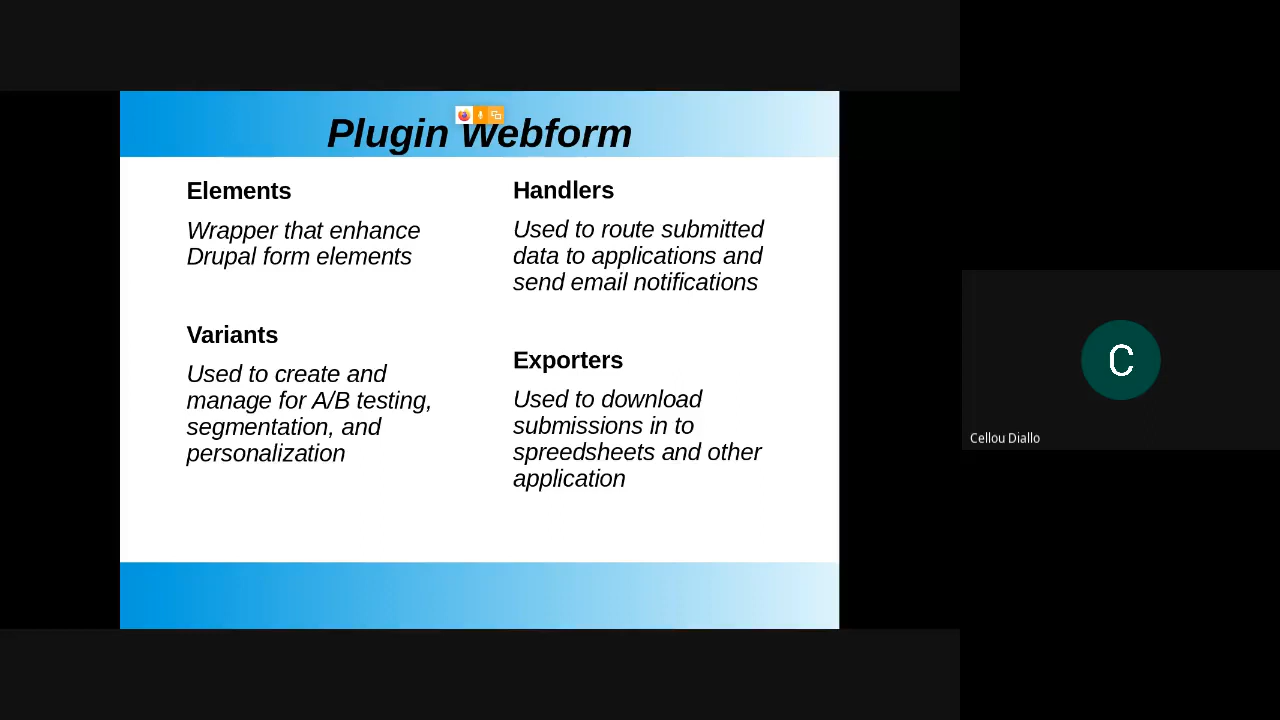 Plugin Webform
Elements
Wrapper that enhance
Drupal form elements
Variants
Used to create and
manage for A/B testing,
segmentation, and
personalization
Handlers
Used to route submitted
data to applications and
send email notifications
Exporters
Used to download
submissions in to
spreedsheets and other
application
C
Cellou Diallo